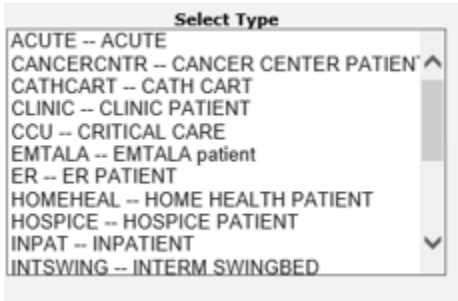 Select Type
ACUTE -- ACUTE
CANCERCNTR -- CANCER CENTER PATIEN
CATHCART -- CATH CART
CLINIC -- CLINIC PATIENT
CCU -- CRITICAL CARE
EMTALA -- EMTALA patient
ER -- ER PATIENT
HOMEHEAL -- HOME HEALTH PATIENT
HOSPICE -- HOSPICE PATIENT
INPAT -- INPATIENT
INTSWING -- INTERM SWINGBED